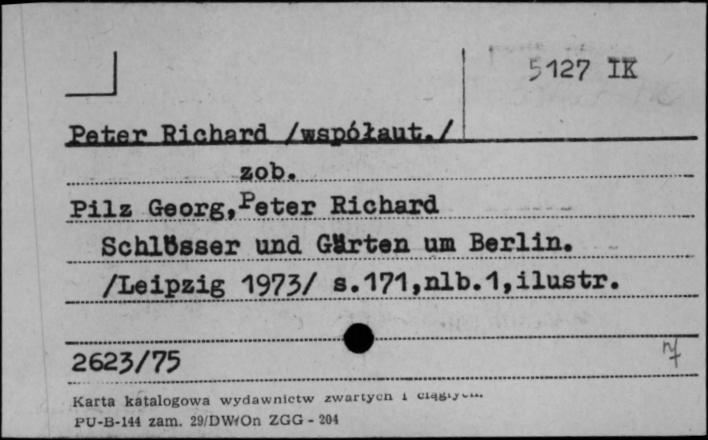 5127 IK
Peter Richard /współaut./
zob.
Pilz Georg, Peter Richard
Schlösser und Gärten um Berlin.
/Leipzig 1973/ s.171,nlb.1,ilustr.
2623/75
Karta katalogowa wydawnictw zwartych i ciągłych.
PU-B-144 zam. 29/DW/On ZGG - 204